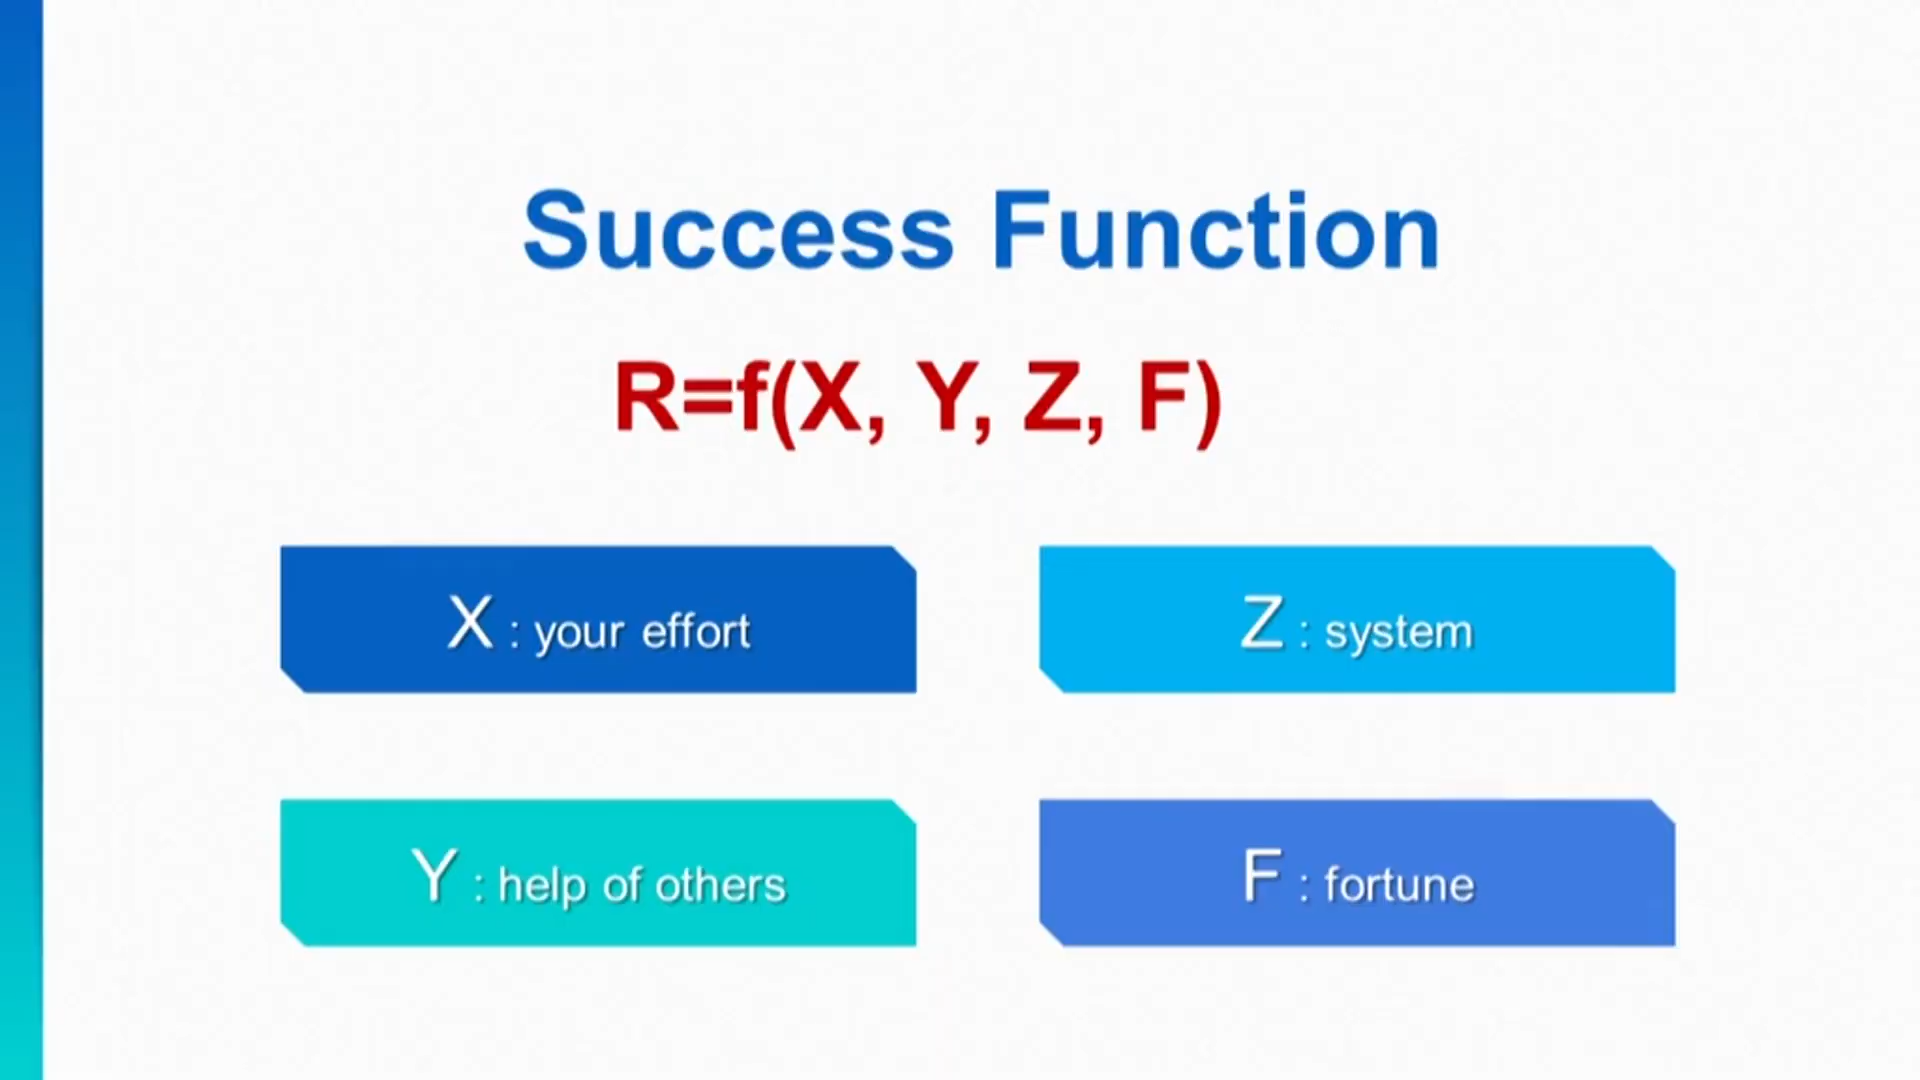 Success Function
R=f(X, Y, Z, F)
X : your effort
Z : system
Y : help of others
F : fortune